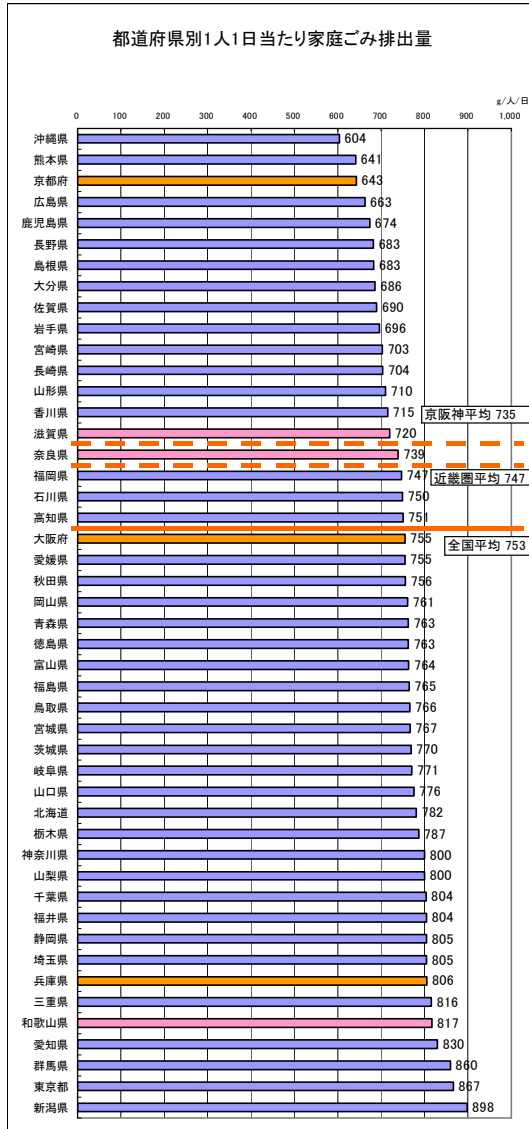 都道府県別1人1日当たり家庭ごみ排出量
g/人/日
0 100 200 300 400 500 600 700 800 900 1,000
沖縄県 604
熊本県 641
京都府 643
広島県 663
鹿児島県 674
長野県 683
島根県 683
大分県 686
佐賀県 690
岩手県 696
宮崎県 703
長崎県 704
山形県 710
香川県 715
京阪神平均 735
滋賀県 720
奈良県 739
福岡県 747
近畿圏平均 747
石川県 750
高知県 751
大阪府 755
全国平均 753
愛媛県 755
秋田県 756
岡山県 761
青森県 763
徳島県 763
富山県 764
福島県 765
鳥取県 766
宮城県 767
茨城県 770
岐阜県 771
山口県 776
北海道 782
栃木県 787
神奈川県 800
山梨県 800
千葉県 804
福井県 804
静岡県 805
埼玉県 805
兵庫県 806
三重県 816
和歌山県 817
愛知県 830
群馬県 860
東京都 867
新潟県 898